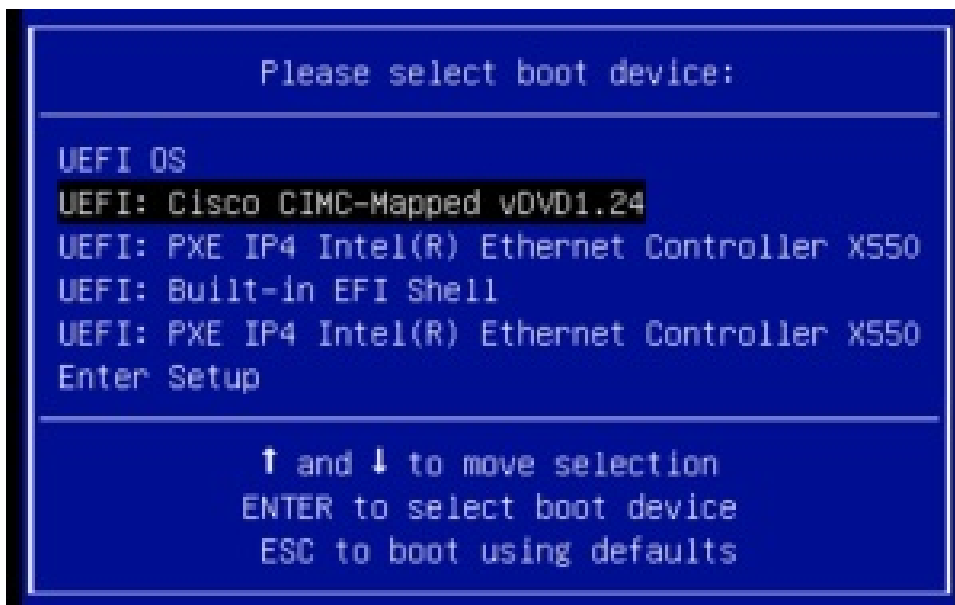 Please select boot device:
UEFI OS
UEFI: Cisco CIMC-Mapped vDVD1.24
UEFI: PXE IP4 Intel(R) Ethernet Controller X550
UEFI: Built-in EFI Shell
UEFI: PXE IP4 Intel(R) Ethernet Controller X550
Enter Setup
↑ and ↓ to move selection
ENTER to select boot device
ESC to boot using defaults